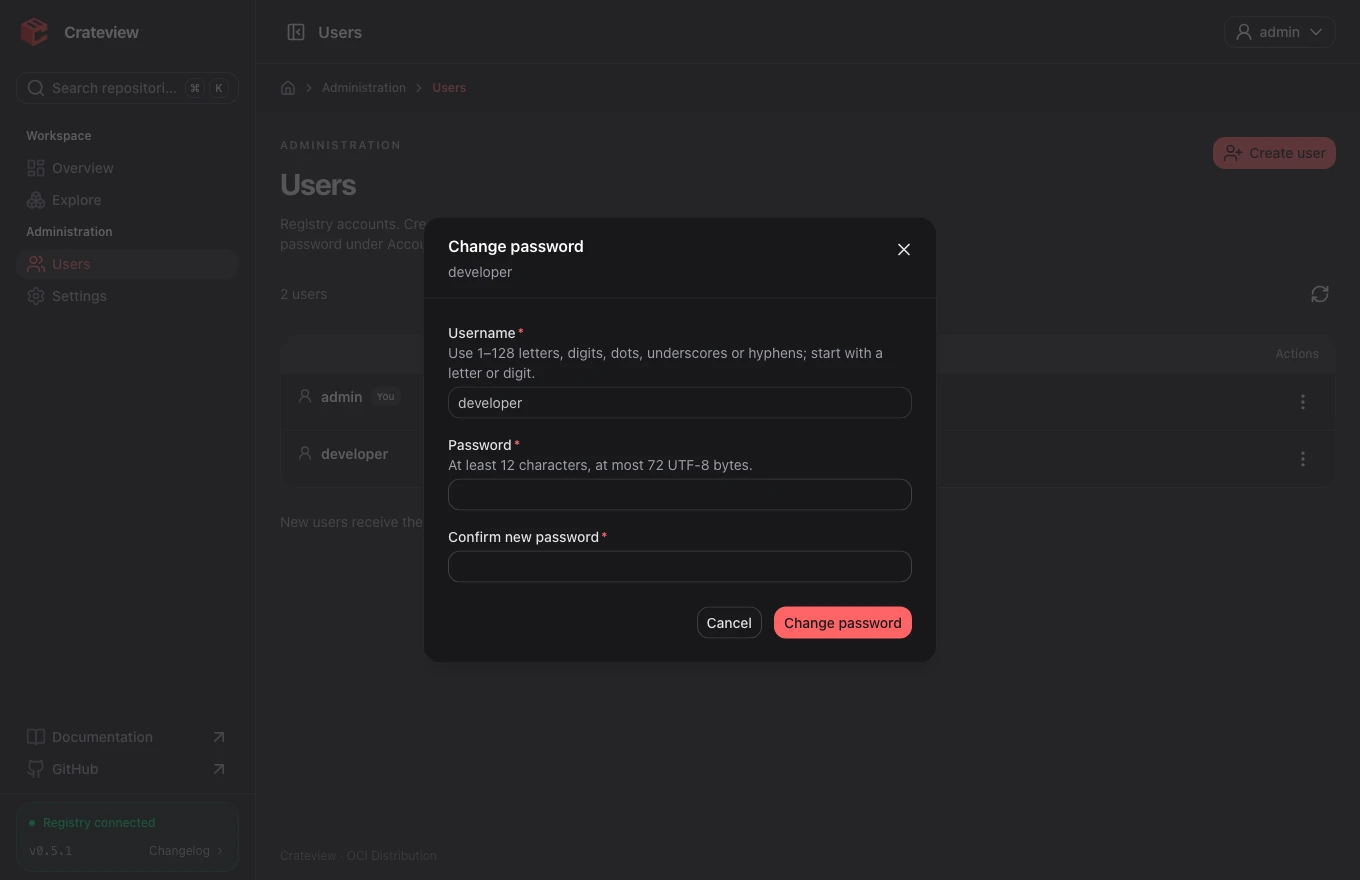 Crateview
Users
admin
Search repositori...
⌘ K
Administration
Users
Workspace
Overview
Explore
Administration
Users
Settings
ADMINISTRATION
Create user
Users
Registry accounts. Cre
password under Accou
2 users
Actions
admin
You
developer
New users receive the
Change password
developer
Username*
Use 1–128 letters, digits, dots, underscores or hyphens; start with a
letter or digit.
developer
Password*
At least 12 characters, at most 72 UTF-8 bytes.
Confirm new password*
Cancel
Change password
Documentation
GitHub
Registry connected
v0.5.1
Changelog
Crateview · OCI Distribution